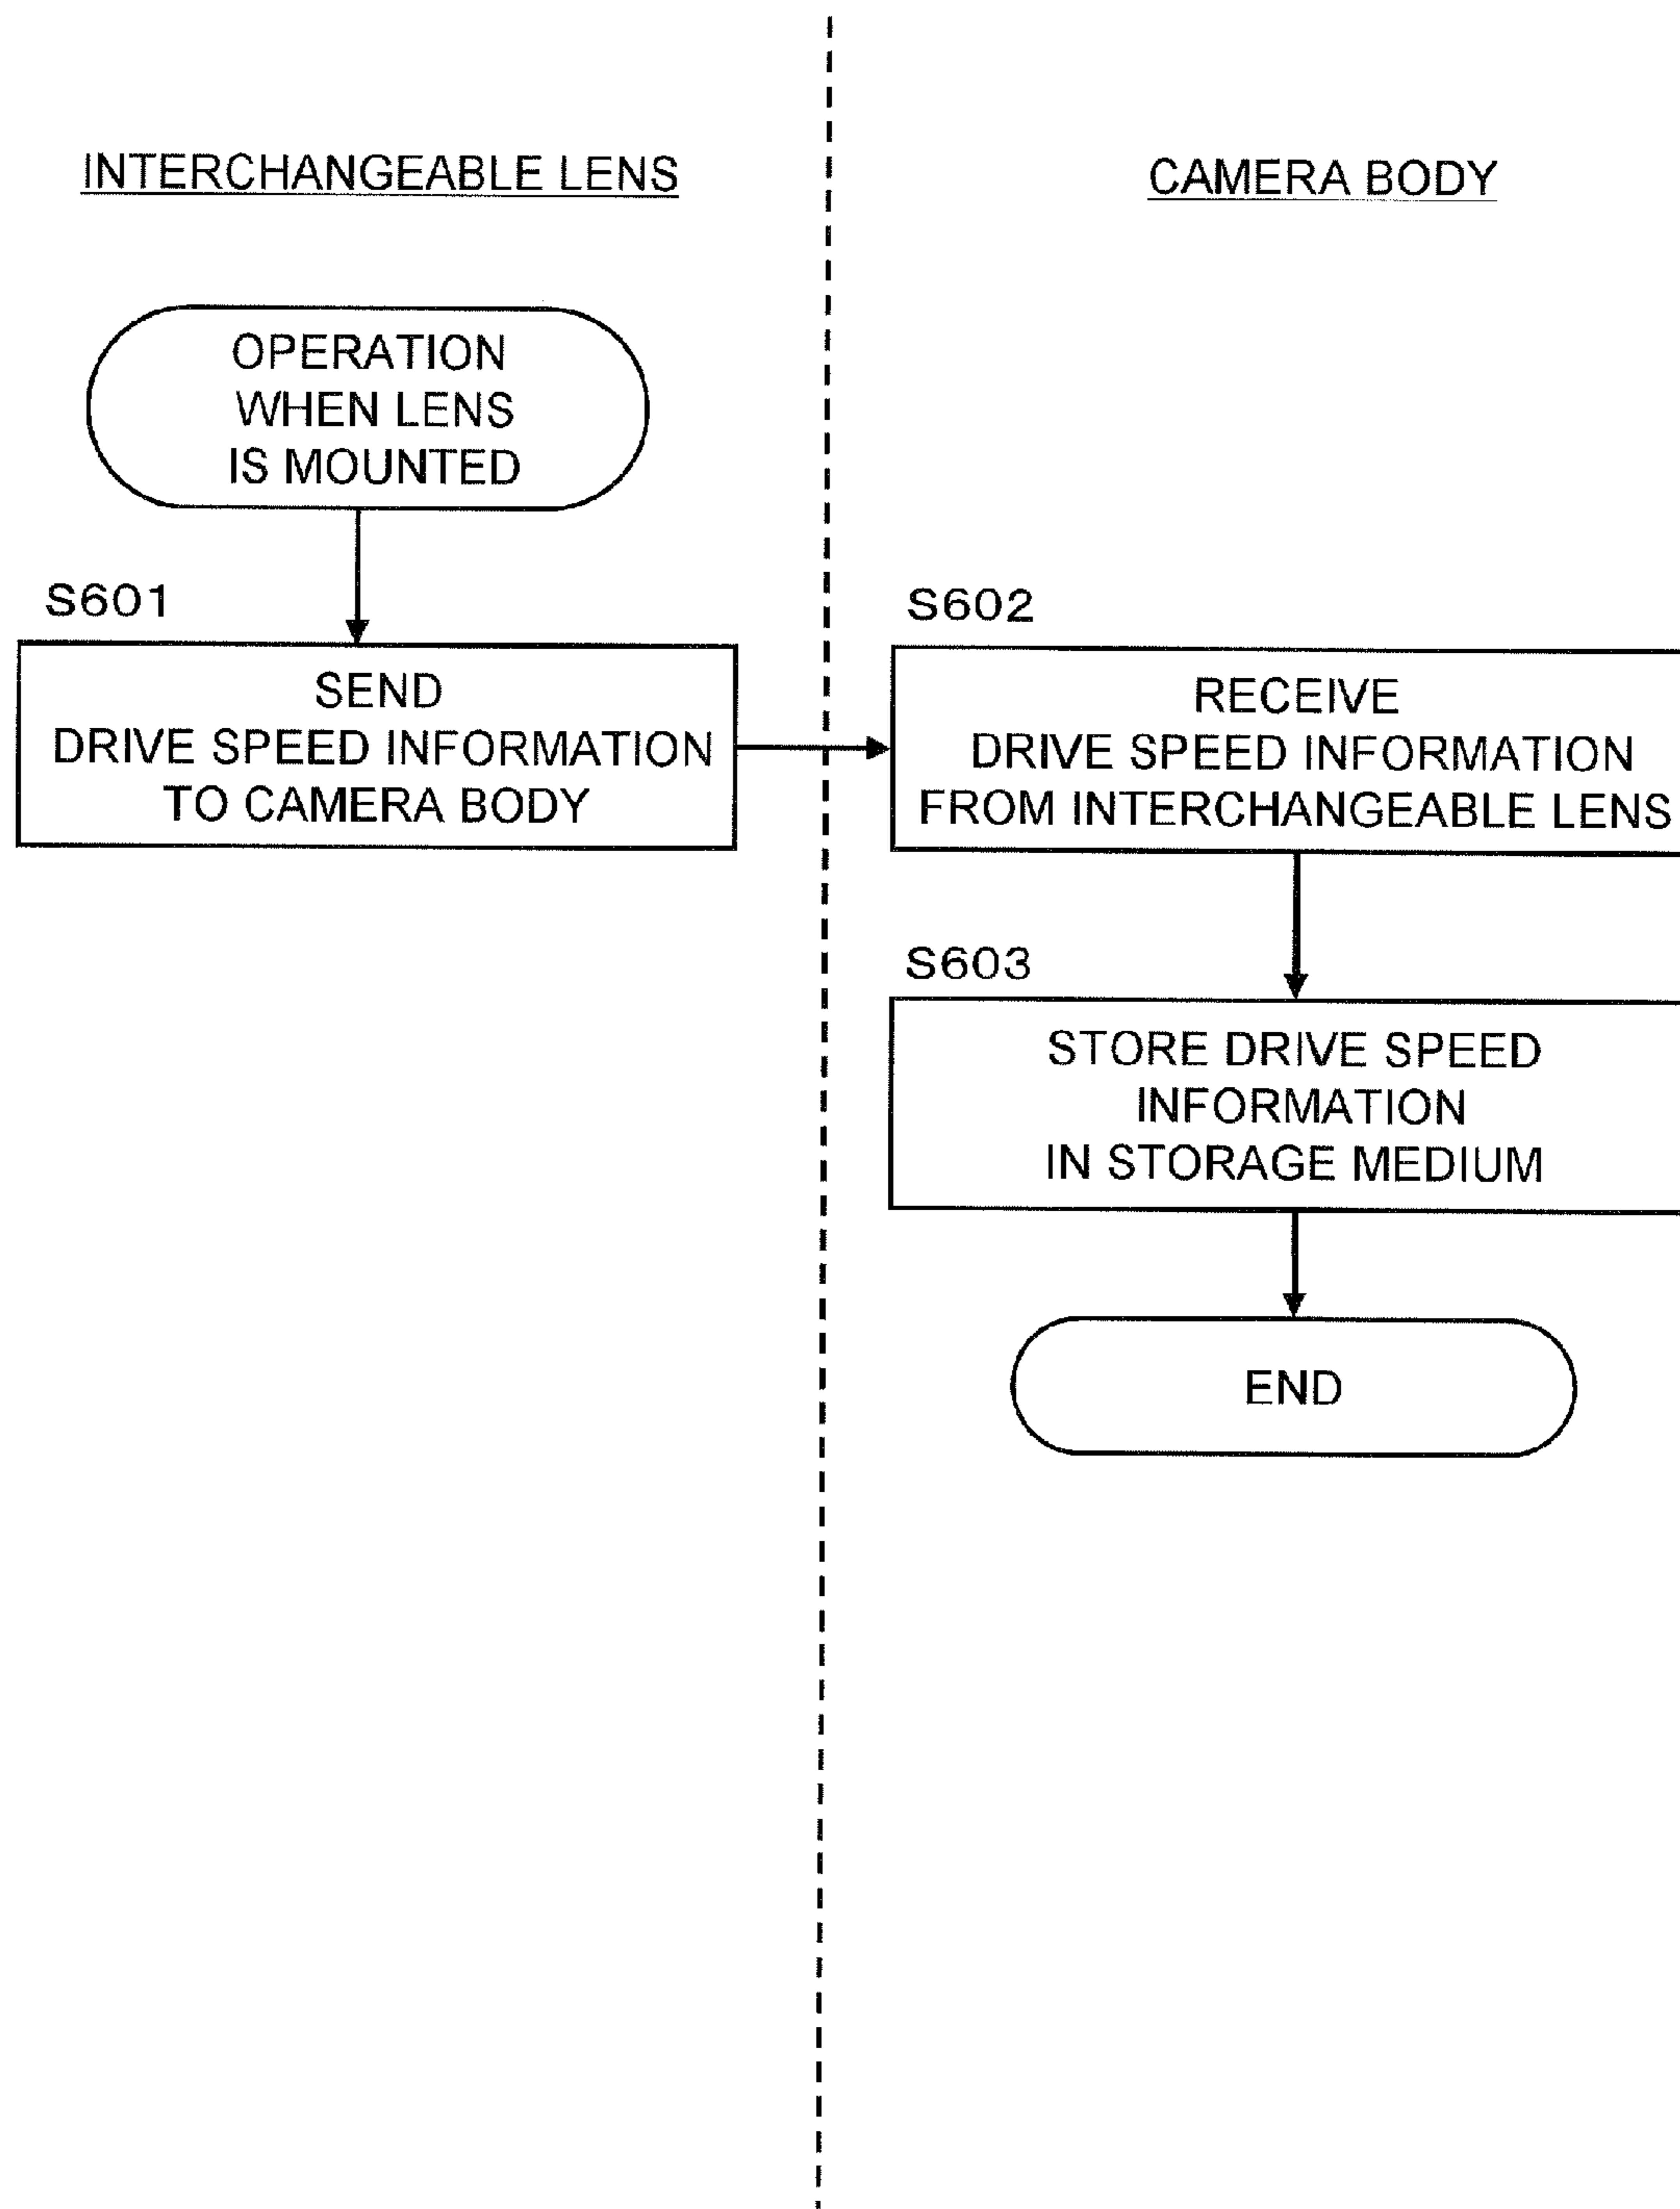 INTERCHANGEABLE LENS
CAMERA BODY
OPERATION
WHEN LENS
IS MOUNTED
S601
SEND
DRIVE SPEED INFORMATION
TO CAMERA BODY
S602
RECEIVE
DRIVE SPEED INFORMATION
FROM INTERCHANGEABLE LENS
S603
STORE DRIVE SPEED
INFORMATION
IN STORAGE MEDIUM
END